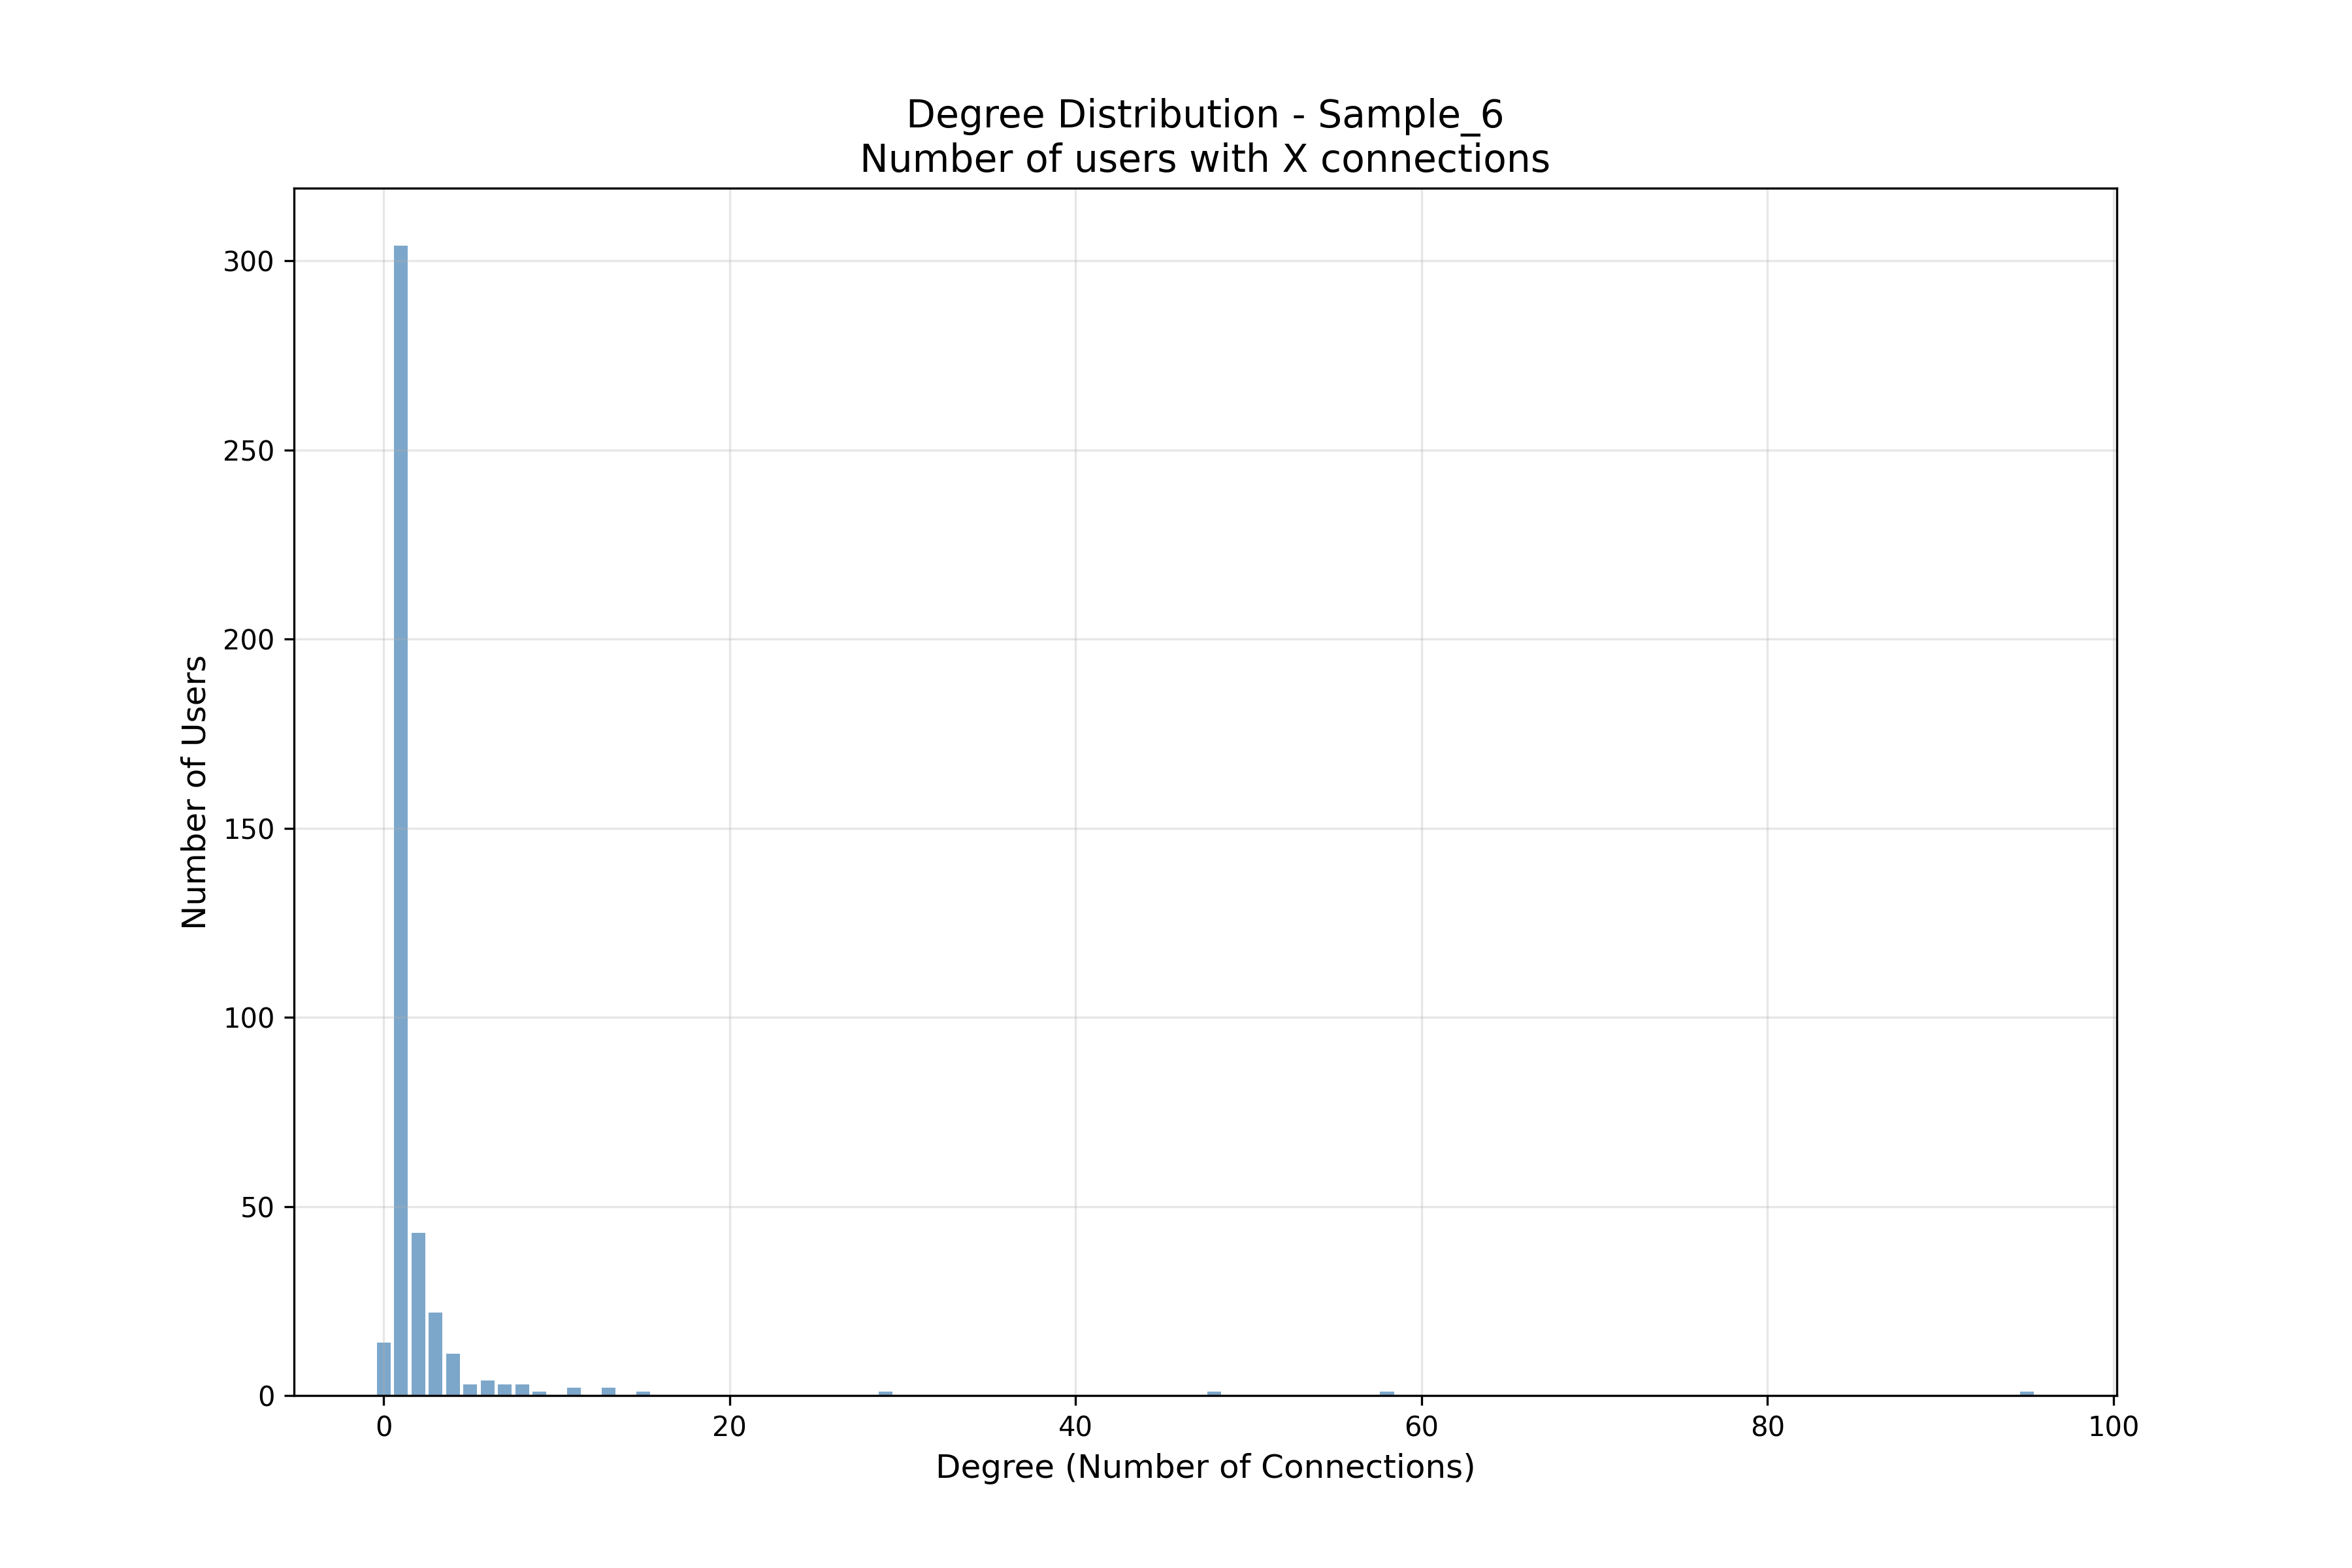 Degree Distribution - Sample_6
Number of users with X connections
Number of Users
300
250
200
150
100
50
0
0 20 40 60 80 100
Degree (Number of Connections)